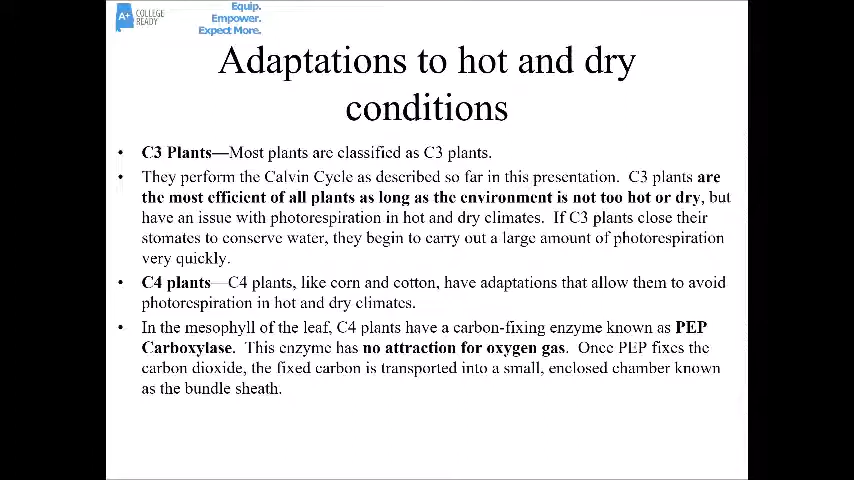 A+ COLLEGE
READY
Equip.
Empower.
Expect More.
Adaptations to hot and dry
conditions
• C3 Plants—Most plants are classified as C3 plants.
• They perform the Calvin Cycle as described so far in this presentation. C3 plants are
the most efficient of all plants as long as the environment is not too hot or dry, but
have an issue with photorespiration in hot and dry climates. If C3 plants close their
stomates to conserve water, they begin to carry out a large amount of photorespiration
very quickly.
• C4 plants—C4 plants, like corn and cotton, have adaptations that allow them to avoid
photorespiration in hot and dry climates.
• In the mesophyll of the leaf, C4 plants have a carbon-fixing enzyme known as PEP
Carboxylase. This enzyme has no attraction for oxygen gas. Once PEP fixes the
carbon dioxide, the fixed carbon is transported into a small, enclosed chamber known
as the bundle sheath.